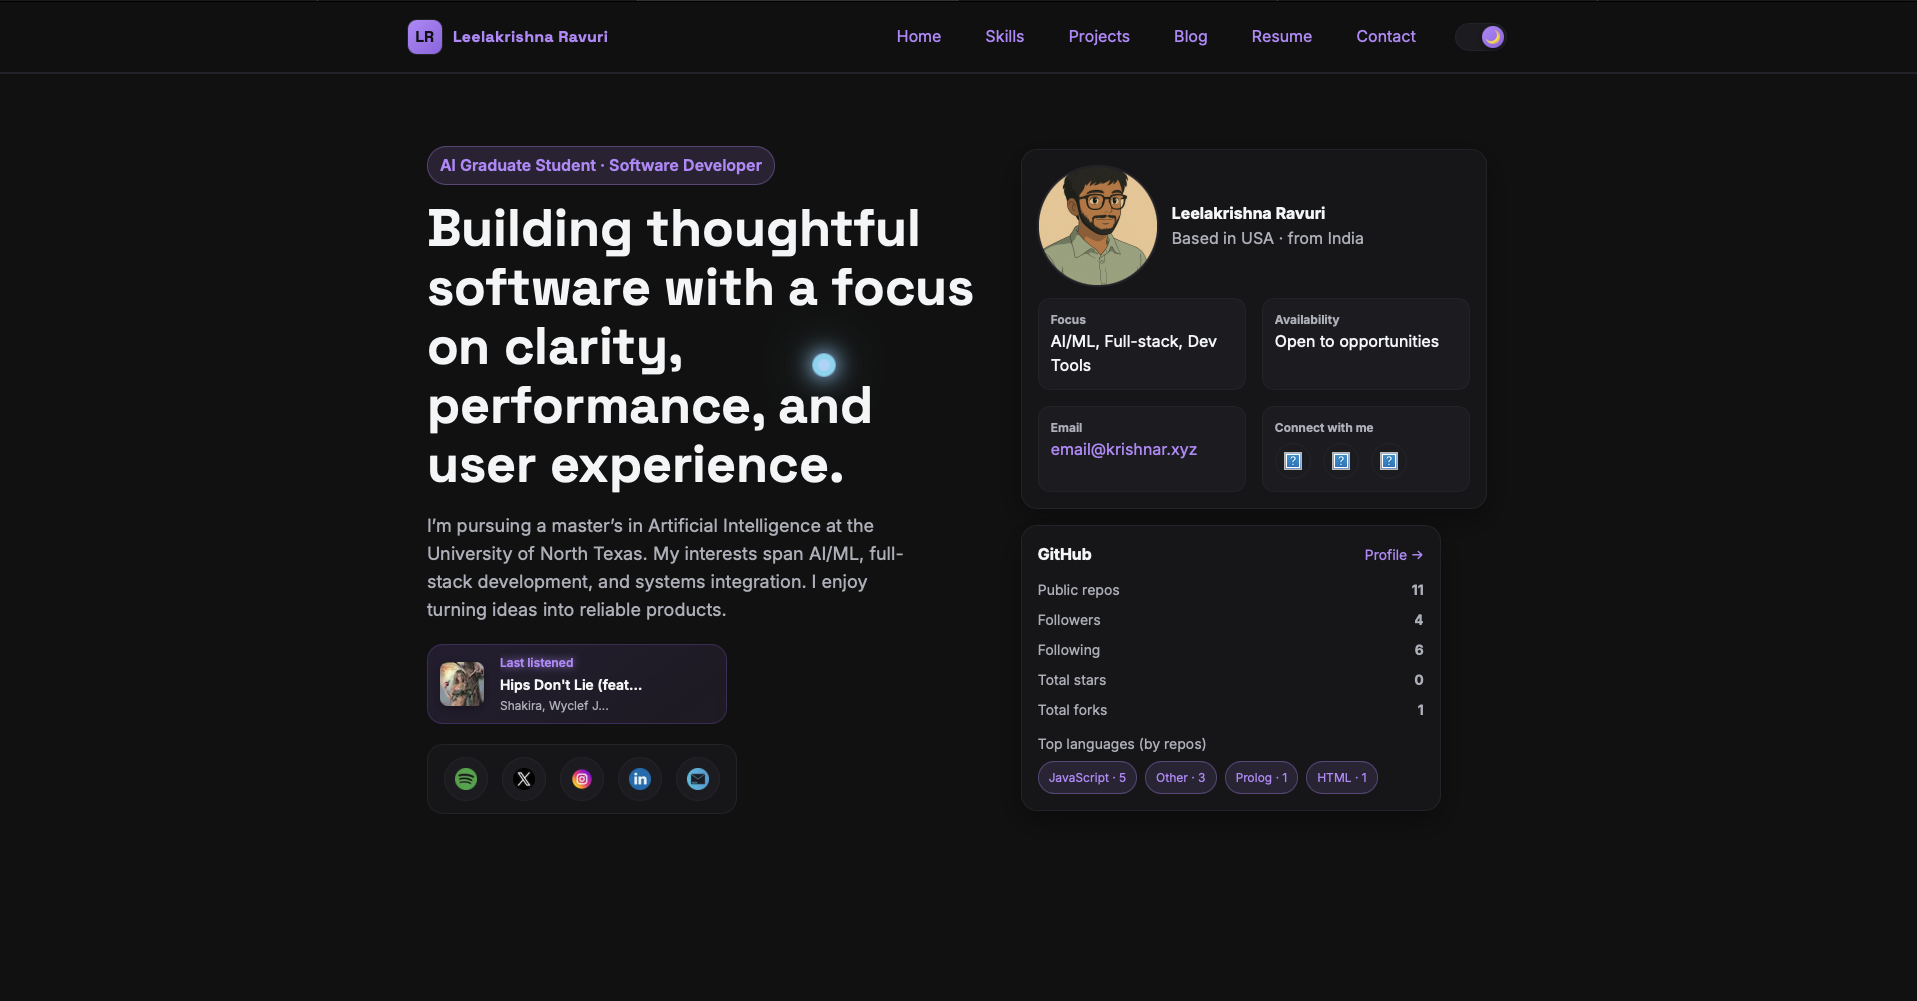 LR Leelakrishna Ravuri
Home Skills Projects Blog Resume Contact
AI Graduate Student · Software Developer
Building thoughtful
software with a focus
on clarity,
performance, and
user experience.
I’m pursuing a master’s in Artificial Intelligence at the
University of North Texas. My interests span AI/ML, full-
stack development, and systems integration. I enjoy
turning ideas into reliable products.
Last listened
Hips Don't Lie (feat...
Shakira, Wyclef J...
Leelakrishna Ravuri
Based in USA · from India
Focus
AI/ML, Full-stack, Dev
Tools
Availability
Open to opportunities
Email
email@krishnar.xyz
Connect with me
GitHub
Profile →
Public repos 11
Followers 4
Following 6
Total stars 0
Total forks 1
Top languages (by repos)
JavaScript · 5 Other · 3 Prolog · 1 HTML · 1